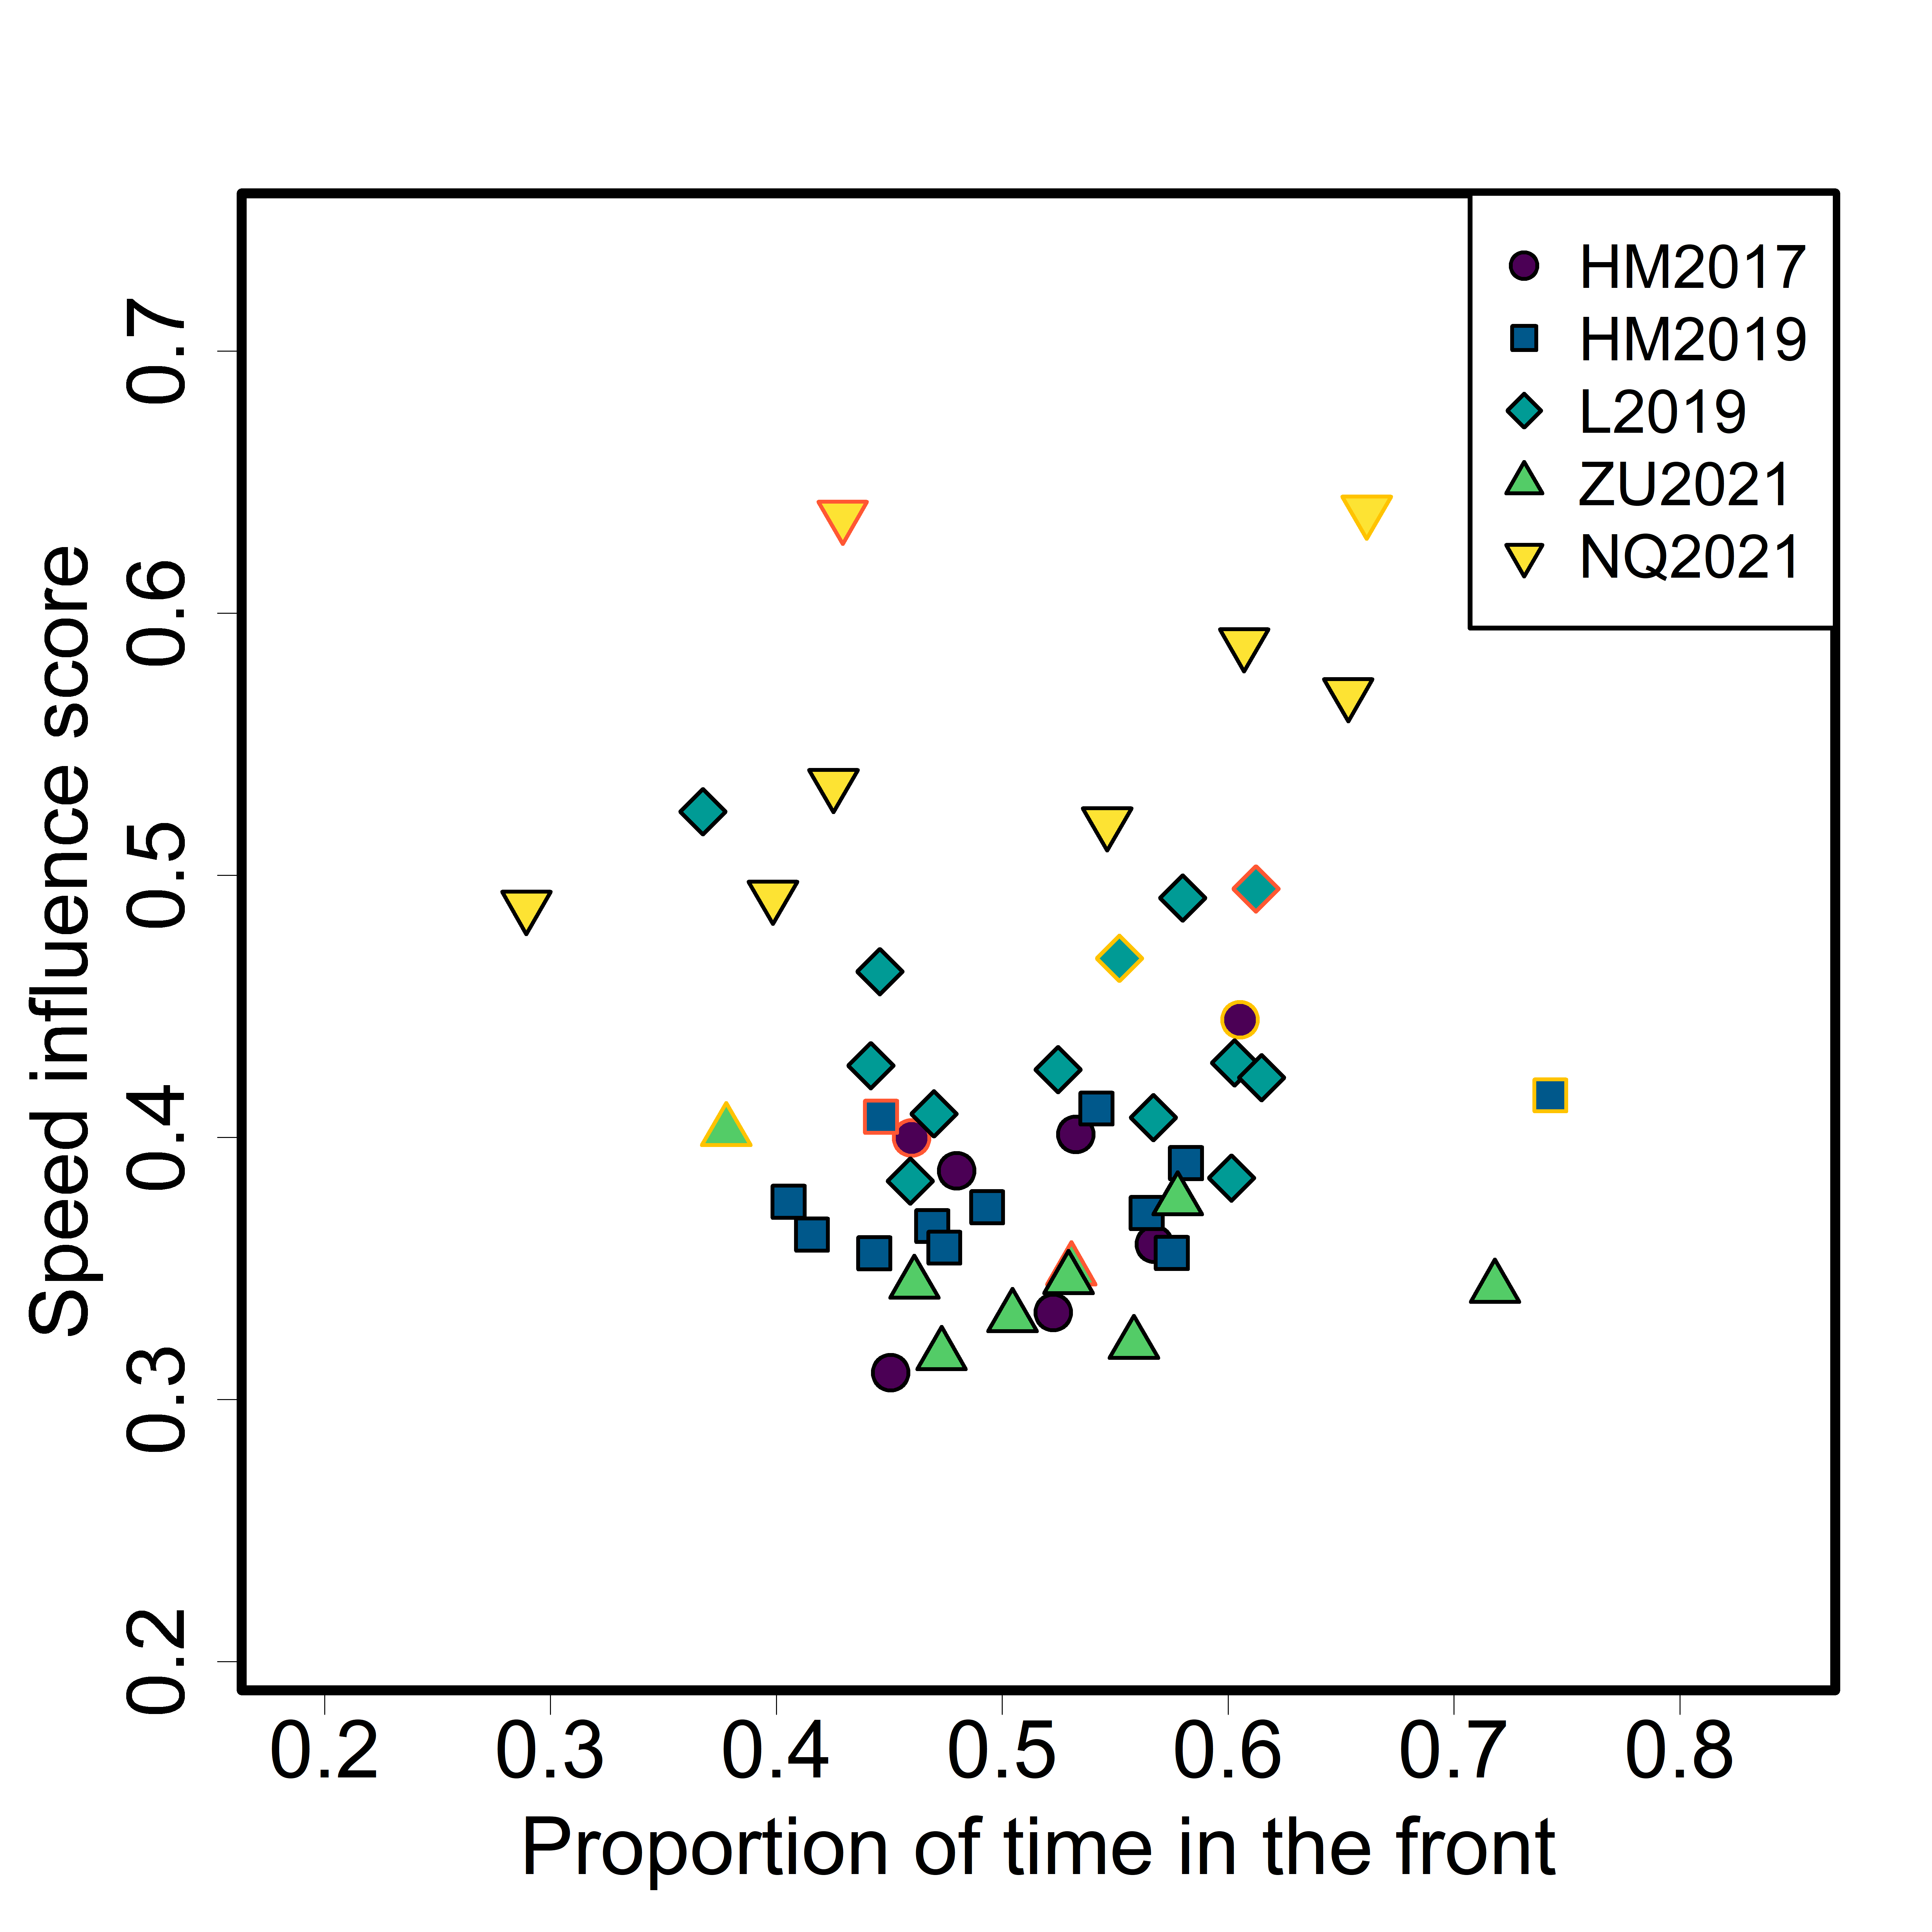 HM2017
HM2019
L2019
ZU2021
NQ2021
Speed influence score
0.7
0.6
0.5
0.4
0.3
0.2
0.2 0.3 0.4 0.5 0.6 0.7 0.8
Proportion of time in the front